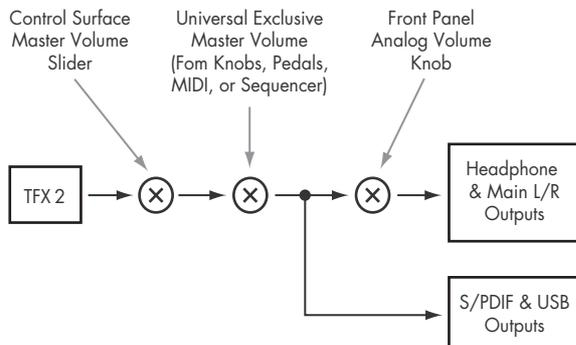 Control Surface
Master Volume
Slider
Universal Exclusive
Master Volume
(Fom Knobs, Pedals,
MIDI, or Sequencer)
Front Panel
Analog Volume
Knob
TFX 2
Headphone
& Main L/R
Outputs
S/PDIF & USB
Outputs